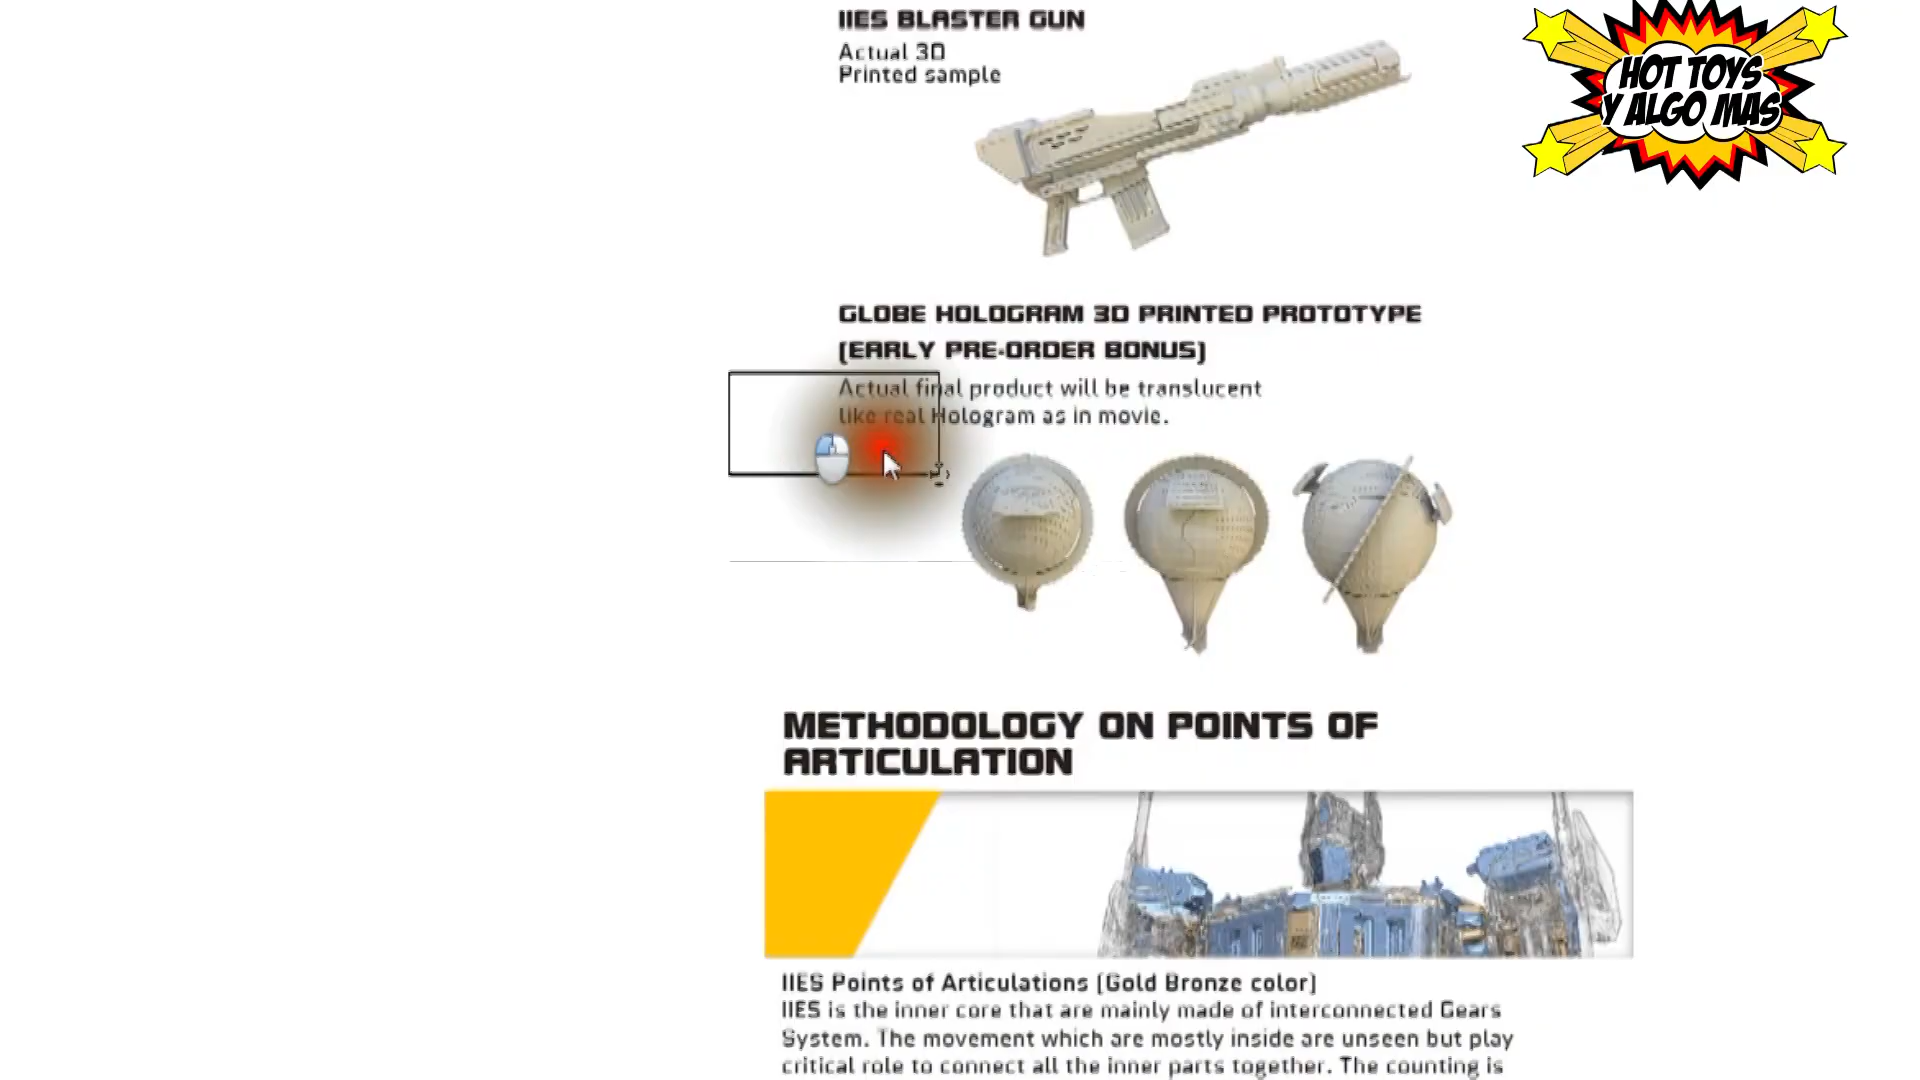 IIES BLASTER GUN
Actual 3D
Printed sample
HOT TOYS
Y ALGO MAS
GLOBE HOLOGRAM 3D PRINTED PROTOTYPE
(EARLY PRE-ORDER BONUS)
Actual final product will be translucent
like real Hologram as in movie.
METHODOLOGY ON POINTS OF
ARTICULATION
IIES Points of Articulations (Gold Bronze color)
IIES is the inner core that are mainly made of interconnected Gears
System. The movement which are mostly inside are unseen but play
critical role to connect all the inner parts together. The counting is